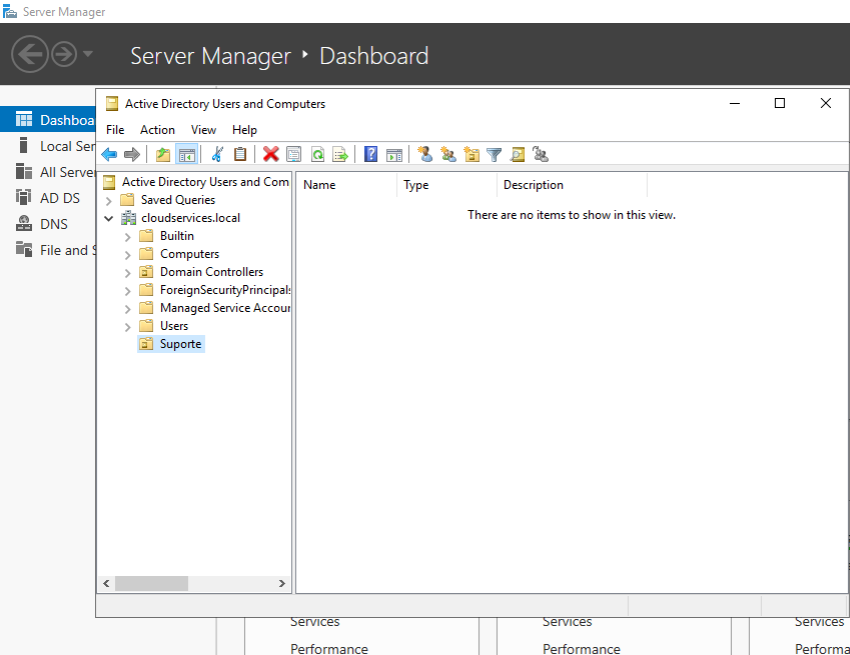 Server Manager
Server Manager • Dashboard
Dashboa
Local Ser
All Server
AD DS
DNS
File and S
Active Directory Users and Computers
File Action View Help
Active Directory Users and Com
Saved Queries
cloudservices.local
Builtin
Computers
Domain Controllers
ForeignSecurityPrincipals
Managed Service Accour
Users
Suporte
Name Type Description
There are no items to show in this view.
Services Services Services
Performance Performance Performa